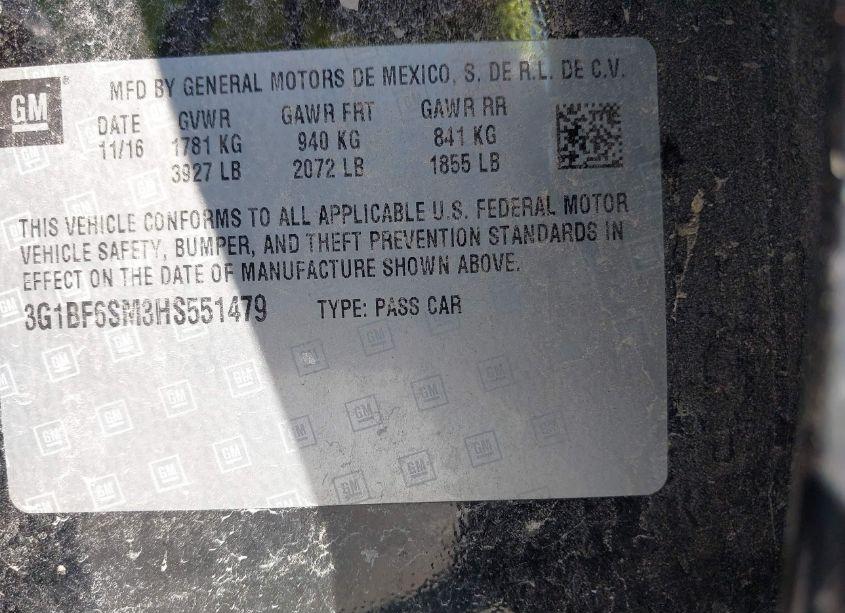 GM
MFD BY GENERAL MOTORS DE MEXICO, S. DE R.L. DE C.V.
DATE GVWR GAWR FRT GAWR RR
11/16 1781 KG 940 KG 841 KG
3927 LB 2072 LB 1855 LB
THIS VEHICLE CONFORMS TO ALL APPLICABLE U.S. FEDERAL MOTOR
VEHICLE SAFETY, BUMPER, AND THEFT PREVENTION STANDARDS IN
EFFECT ON THE DATE OF MANUFACTURE SHOWN ABOVE.
3G1BF6SM3HS551479 TYPE: PASS CAR